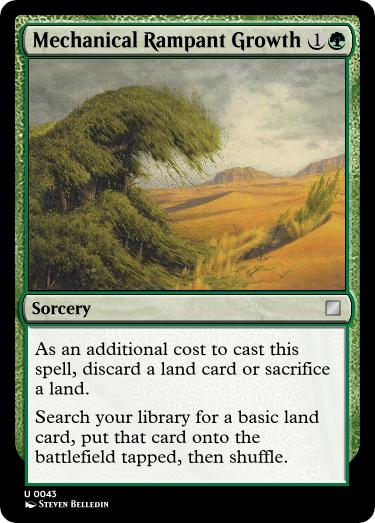 Mechanical Rampant Growth 1
Sorcery
As an additional cost to cast this
spell, discard a land card or sacrifice
a land.
Search your library for a basic land
card, put that card onto the
battlefield tapped, then shuffle.
U 0043
Steven Belledin